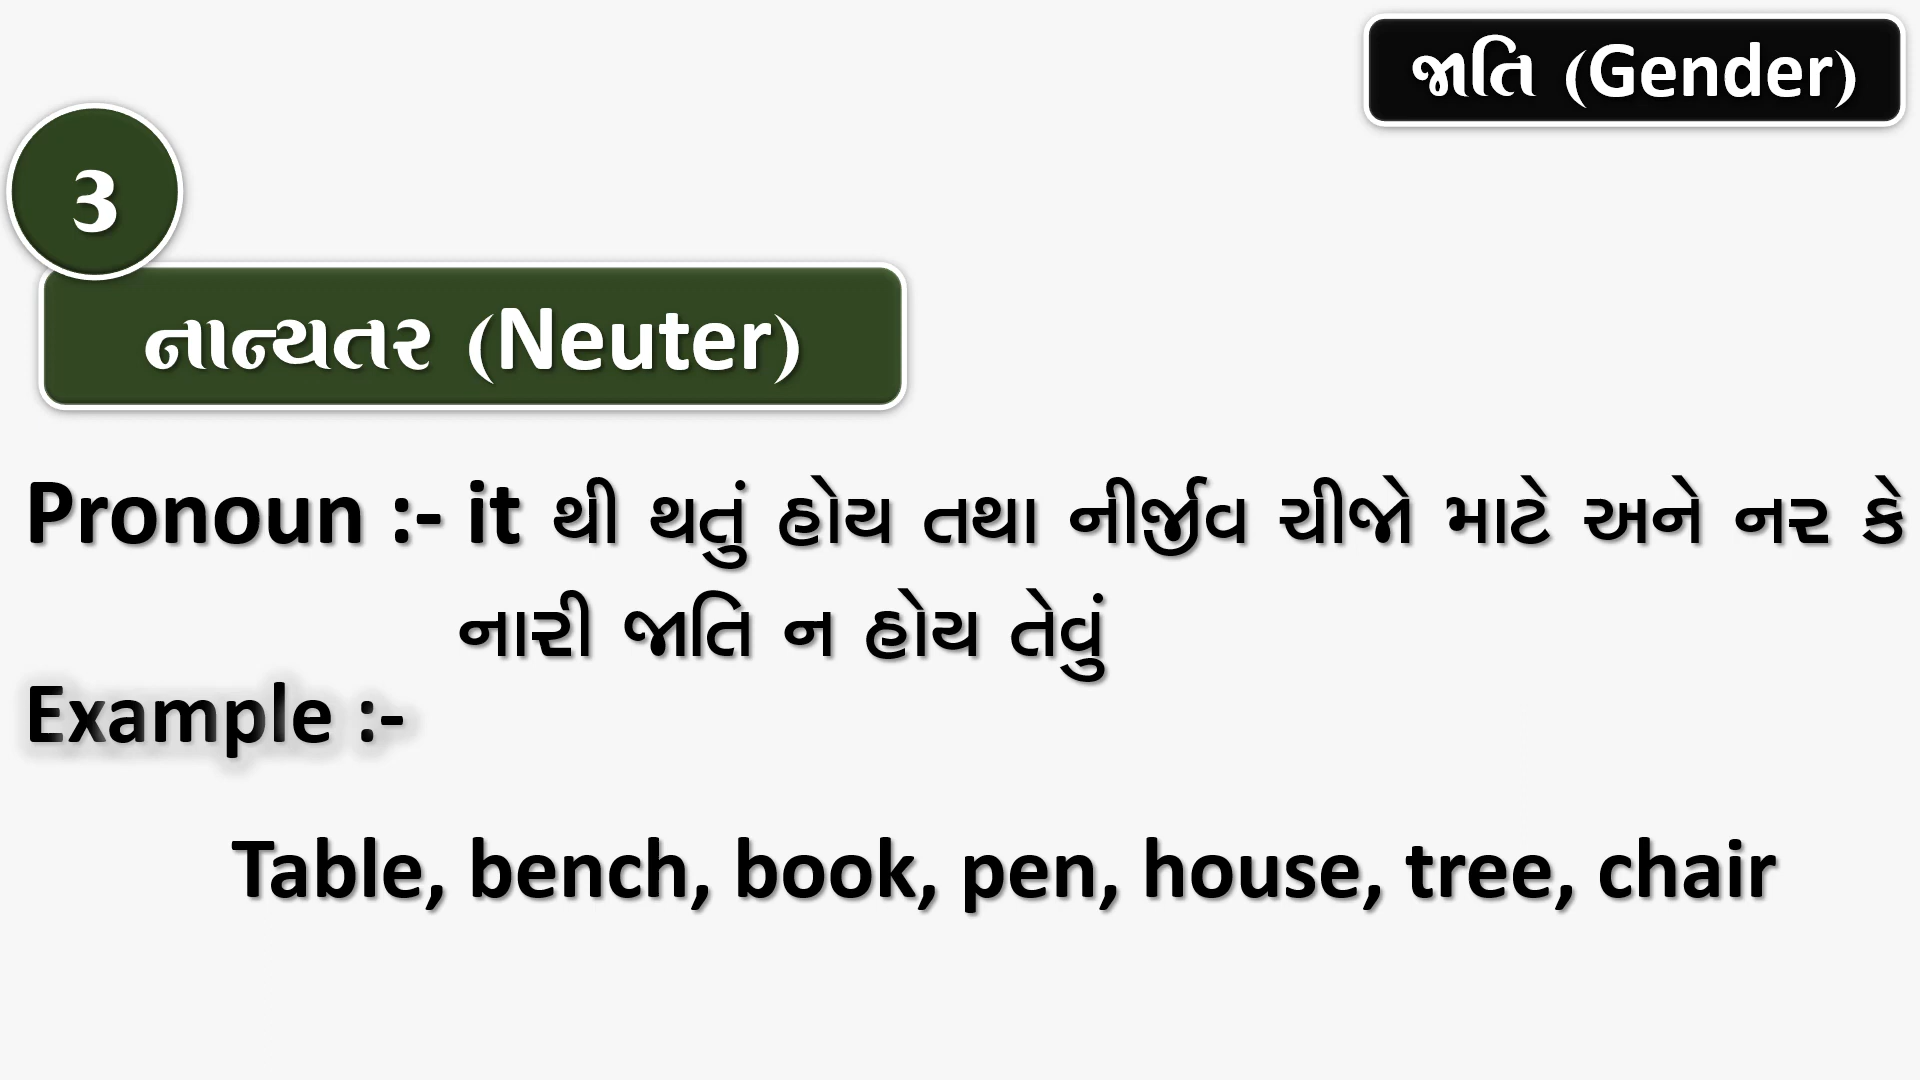 જાતિ (Gender)
3
નાન્યતર (Neuter)
Pronoun :- it થી થતું હોય તથા નીર્જીવ ચીજો માટે અને નર કે
નારી જાતિ ન હોય તેવું
Example :-
Table, bench, book, pen, house, tree, chair